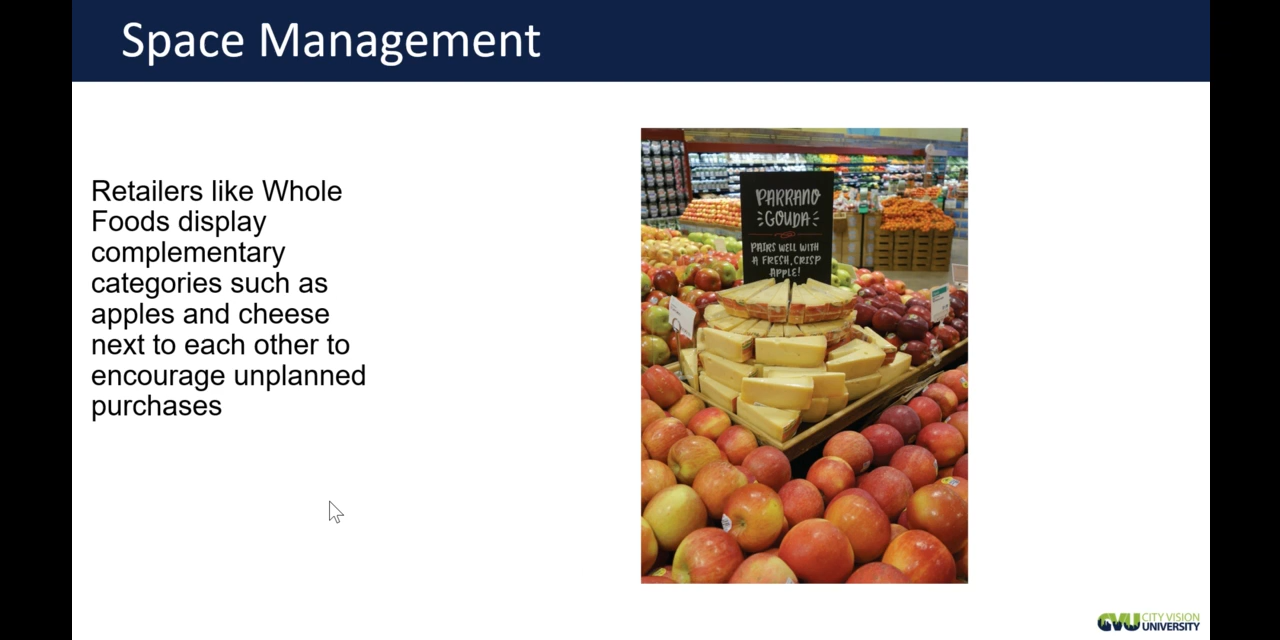 Space Management
Retailers like Whole
Foods display
complementary
categories such as
apples and cheese
next to each other to
encourage unplanned
purchases
PARRANO
GOUDA
PAIRS WELL WITH
A FRESH, CRISP
APPLE!
CVU CITY VISION
UNIVERSITY